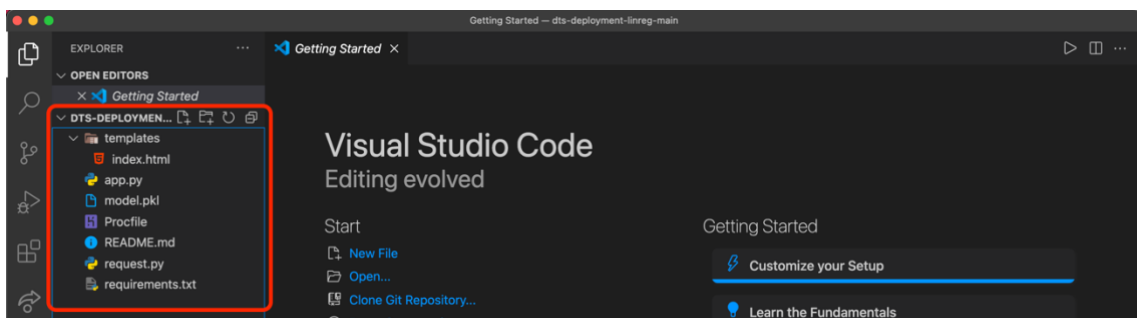 Getting Started — dts-deployment-linreg-main
EXPLORER
Getting Started
OPEN EDITORS
Getting Started
DTS-DEPLOYMEN...
templates
index.html
app.py
model.pkl
Procfile
README.md
request.py
requirements.txt
Visual Studio Code
Editing evolved
Start
New File
Open...
Clone Git Repository...
Getting Started
Customize your Setup
Learn the Fundamentals